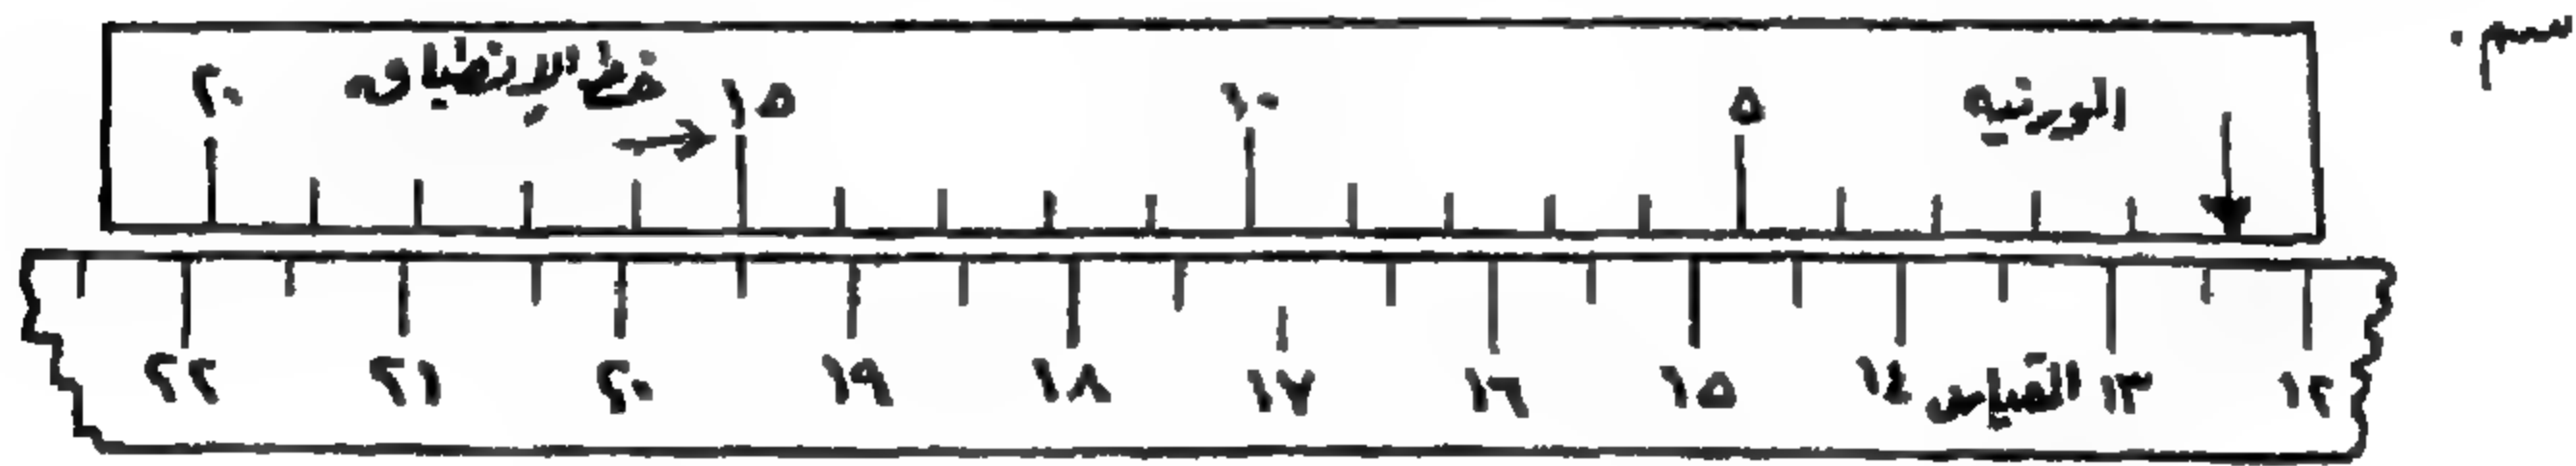 سم.
الورنيه ٥ ١٠ ١٥ خط الإنطباق ٢٠
١٢ ١٣ القياس ١٤ ١٥ ١٦ ١٧ ١٨ ١٩ ٢٠ ٢١ ٢٢